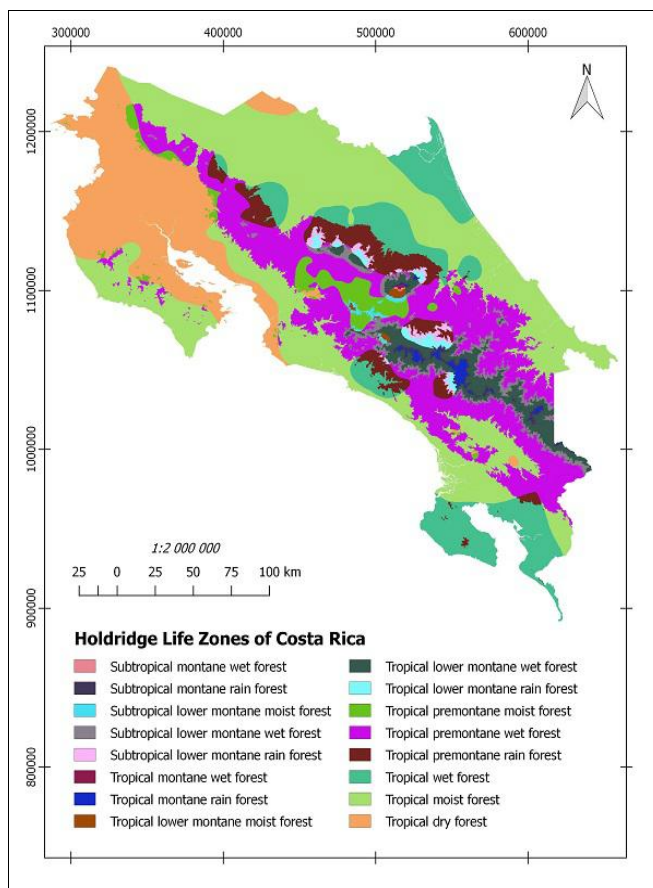 300000 400000 500000 600000
N
1200000
1100000
1000000
900000
800000
1:2 000 000
25 0 25 50 75 100 km
Holdridge Life Zones of Costa Rica
Subtropical montane wet forest
Subtropical montane rain forest
Subtropical lower montane moist forest
Subtropical lower montane wet forest
Subtropical lower montane rain forest
Tropical montane wet forest
Tropical montane rain forest
Tropical lower montane moist forest
Tropical lower montane wet forest
Tropical lower montane rain forest
Tropical premontane moist forest
Tropical premontane wet forest
Tropical premontane rain forest
Tropical wet forest
Tropical moist forest
Tropical dry forest